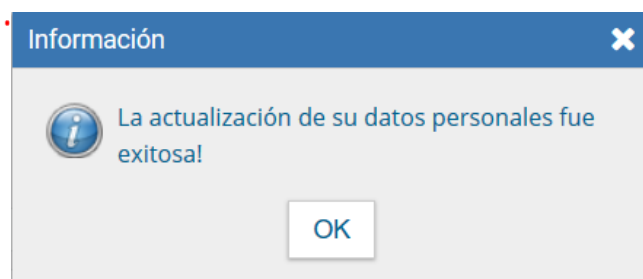 Información
La actualización de su datos personales fue
exitosa!
OK